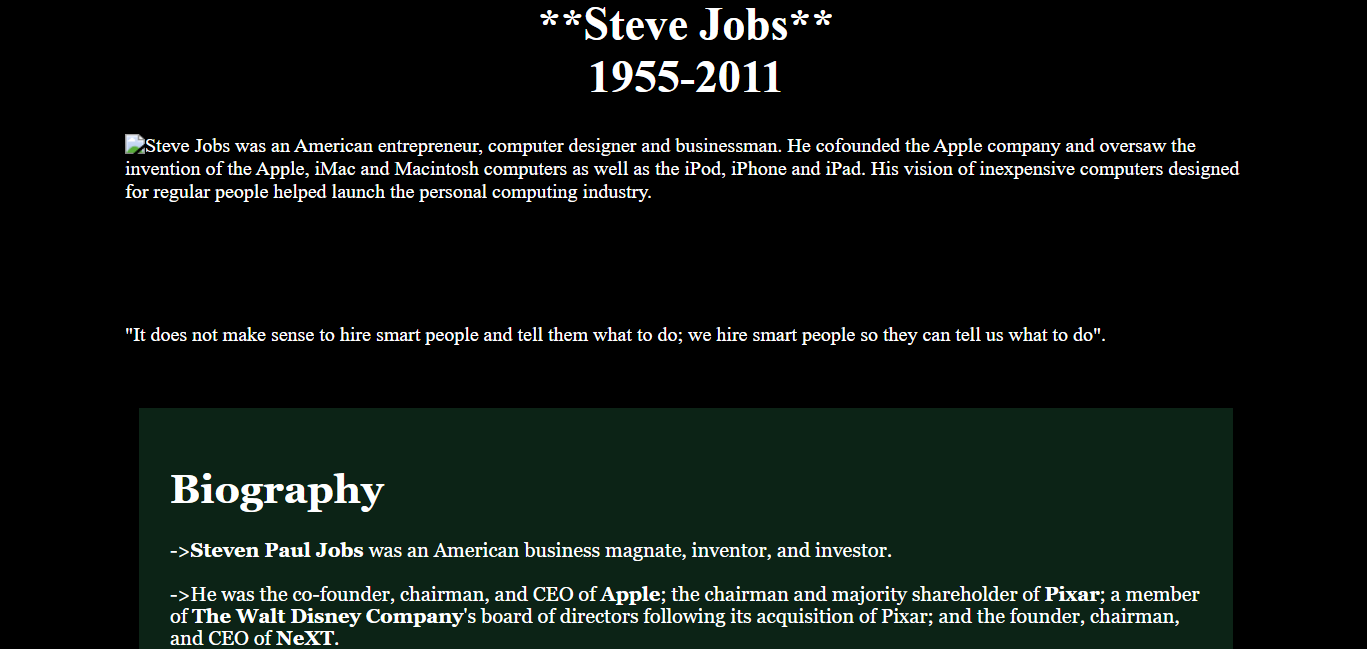 **Steve Jobs**
1955-2011
Steve Jobs was an American entrepreneur, computer designer and businessman. He cofounded the Apple company and oversaw the
invention of the Apple, iMac and Macintosh computers as well as the iPod, iPhone and iPad. His vision of inexpensive computers designed
for regular people helped launch the personal computing industry.
"It does not make sense to hire smart people and tell them what to do; we hire smart people so they can tell us what to do".
Biography
->Steven Paul Jobs was an American business magnate, inventor, and investor.
->He was the co-founder, chairman, and CEO of Apple; the chairman and majority shareholder of Pixar; a member
of The Walt Disney Company's board of directors following its acquisition of Pixar; and the founder, chairman,
and CEO of NeXT.